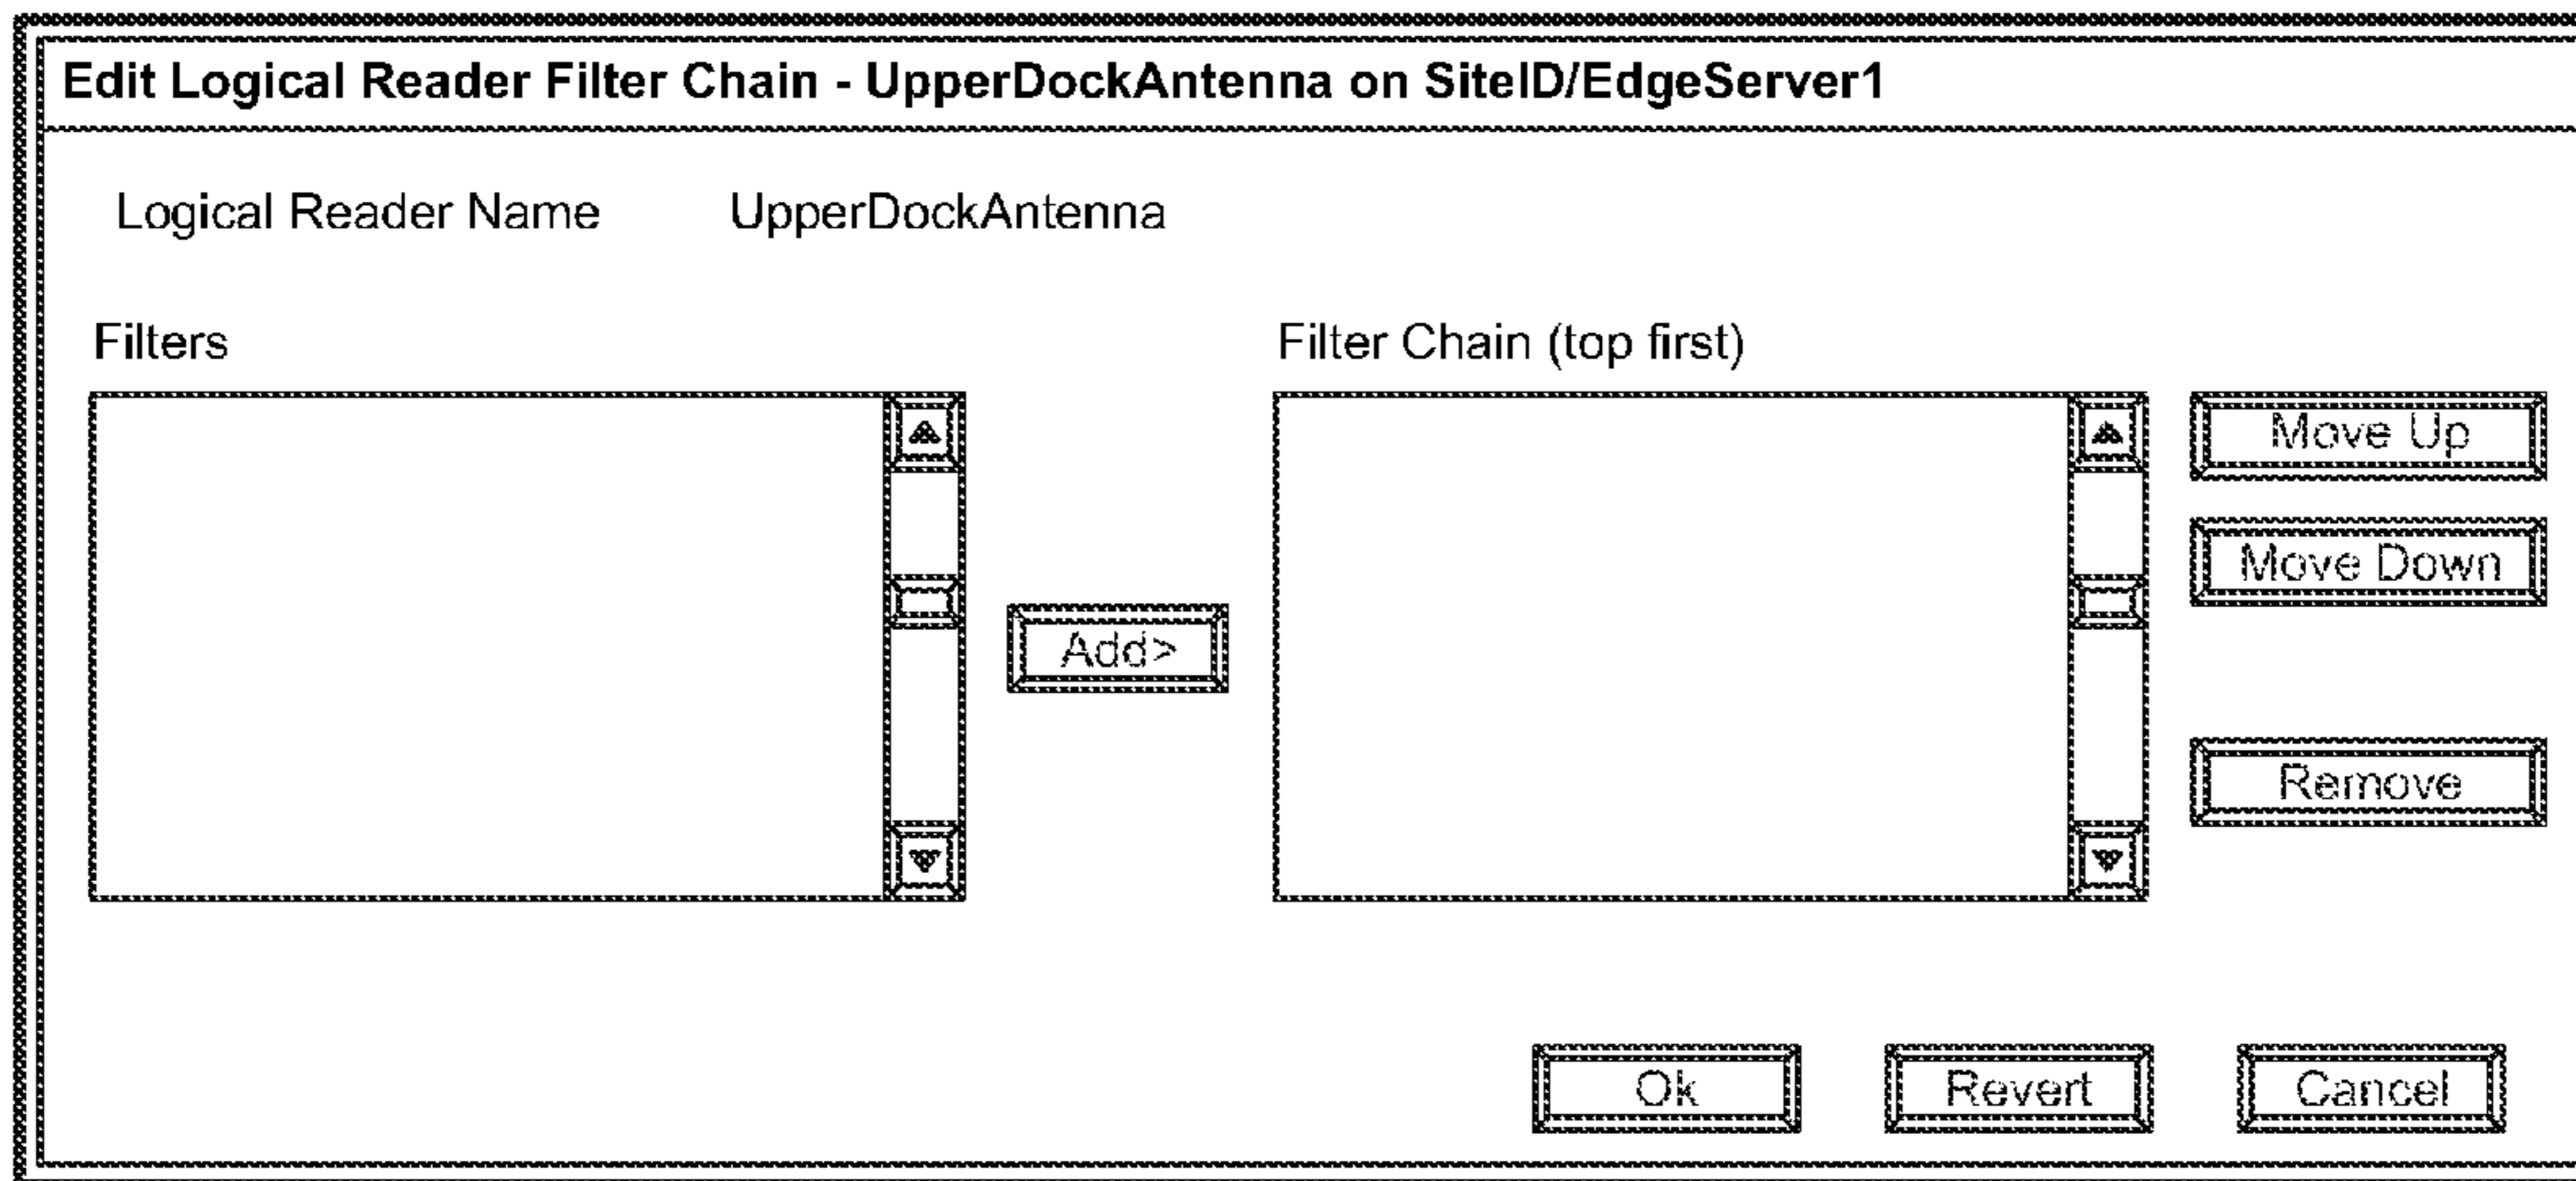 Edit Logical Reader Filter Chain - UpperDockAntenna on SiteID/EdgeServer1
Logical Reader Name UpperDockAntenna
Filters Filter Chain (top first)
Move Up
Move Down
Add>
Remove
Ok Revert Cancel